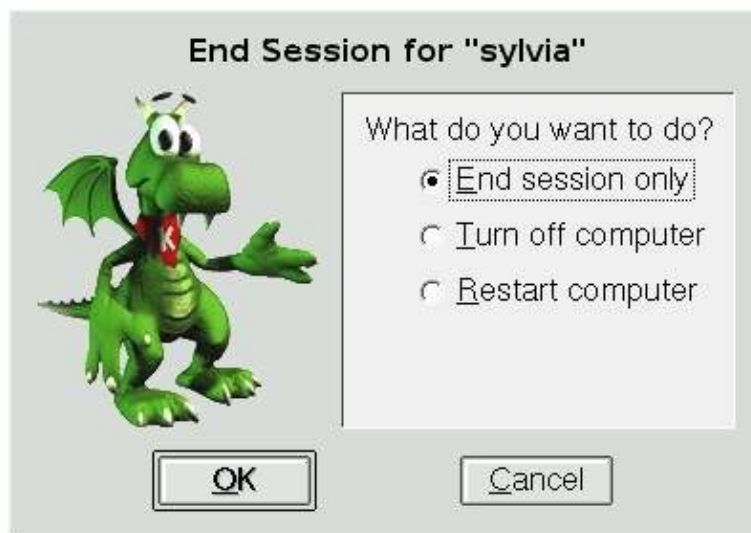 End Session for "sylvia"
What do you want to do?
End session only
Turn off computer
Restart computer
K
OK
Cancel